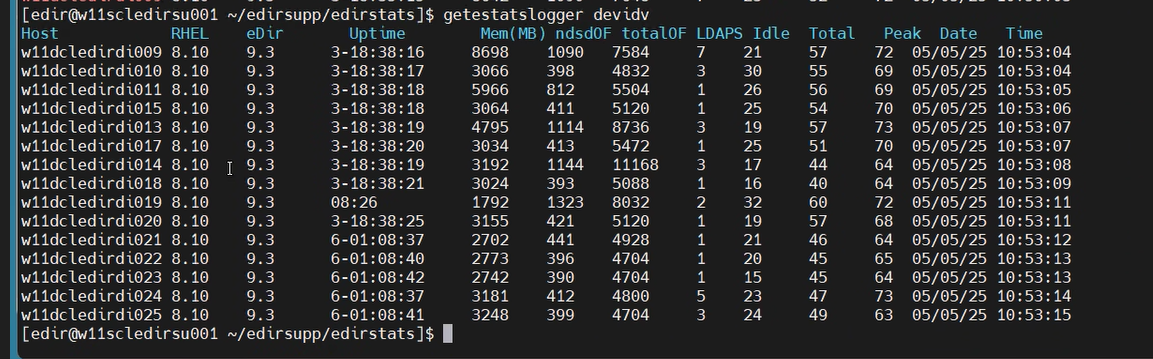 [edir@w11scledirsu001 ~/edirsupp/edirstats]$ getestatslogger devidv
Host RHEL eDir Uptime Mem(MB) ndsdOF totalOF LDAPS Idle Total Peak Date Time
w11dcledirdi009 8.10 9.3 3-18:38:16 8698 1090 7584 7 21 57 72 05/05/25 10:53:04
w11dcledirdi010 8.10 9.3 3-18:38:17 3066 398 4832 3 30 55 69 05/05/25 10:53:04
w11dcledirdi011 8.10 9.3 3-18:38:18 5966 812 5504 1 26 56 69 05/05/25 10:53:05
w11dcledirdi015 8.10 9.3 3-18:38:18 3064 411 5120 1 25 54 70 05/05/25 10:53:06
w11dcledirdi013 8.10 9.3 3-18:38:19 4795 1114 8736 3 19 57 73 05/05/25 10:53:07
w11dcledirdi017 8.10 9.3 3-18:38:20 3034 413 5472 1 25 51 70 05/05/25 10:53:07
w11dcledirdi014 8.10 9.3 3-18:38:19 3192 1144 11168 3 17 44 64 05/05/25 10:53:08
w11dcledirdi018 8.10 9.3 3-18:38:21 3024 393 5088 1 16 40 64 05/05/25 10:53:09
w11dcledirdi019 8.10 9.3 08:26 1792 1323 8032 2 32 60 72 05/05/25 10:53:11
w11dcledirdi020 8.10 9.3 3-18:38:25 3155 421 5120 1 19 57 68 05/05/25 10:53:11
w11dcledirdi021 8.10 9.3 6-01:08:37 2702 441 4928 1 21 46 64 05/05/25 10:53:12
w11dcledirdi022 8.10 9.3 6-01:08:40 2773 396 4704 1 20 45 65 05/05/25 10:53:13
w11dcledirdi023 8.10 9.3 6-01:08:42 2742 390 4704 1 15 45 64 05/05/25 10:53:13
w11dcledirdi024 8.10 9.3 6-01:08:37 3181 412 4800 5 23 47 73 05/05/25 10:53:14
w11dcledirdi025 8.10 9.3 6-01:08:41 3248 399 4704 3 24 49 63 05/05/25 10:53:15
[edir@w11scledirsu001 ~/edirsupp/edirstats]$